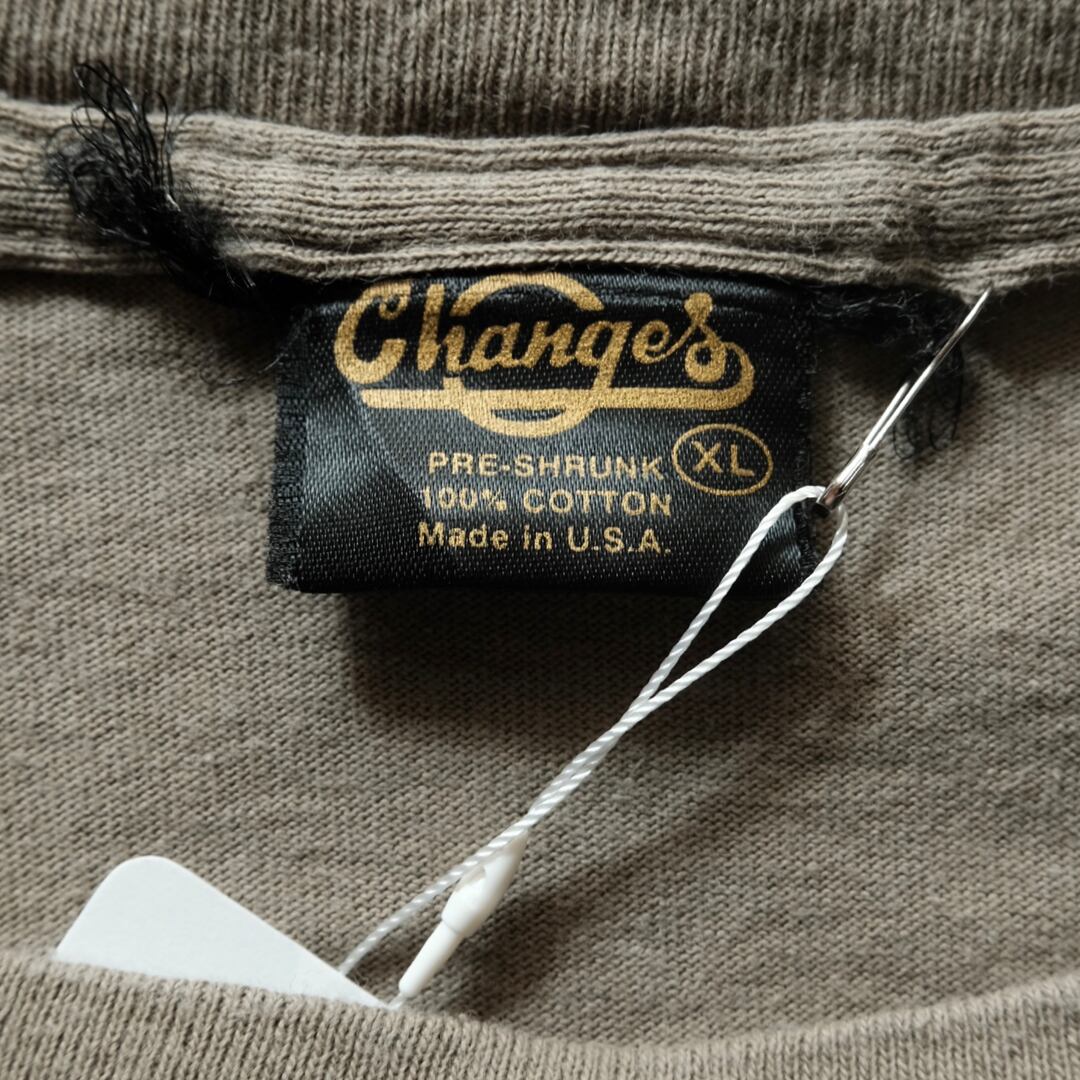 Changes
PRE-SHRUNK XL
100% COTTON
Made in U.S.A.